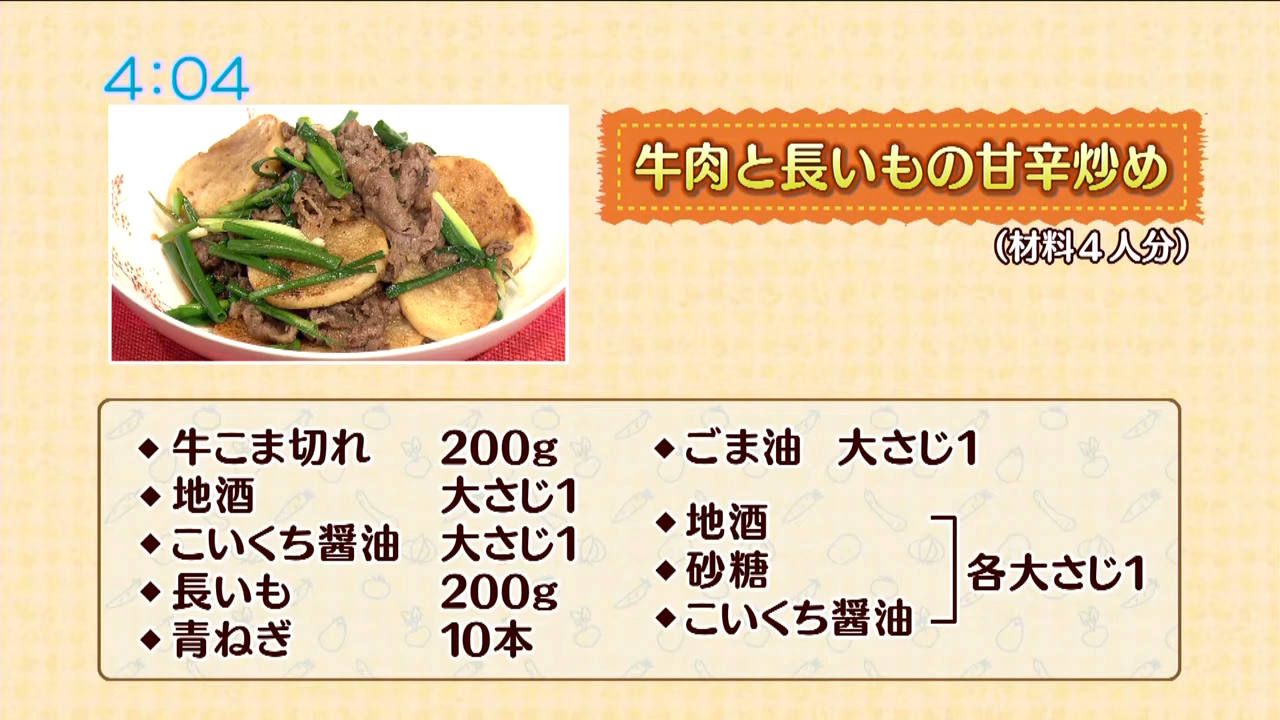 4:04
牛肉と長いもの甘辛炒め
(材料4人分)
◆牛こま切れ 200g
◆地酒 大さじ1
◆こいくち醤油 大さじ1
◆長いも 200g
◆青ねぎ 10本
◆ごま油 大さじ1
◆地酒
◆砂糖
◆こいくち醤油
各大さじ1